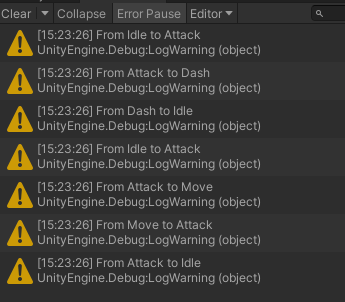 Clear Collapse Error Pause Editor
[15:23:26] From Idle to Attack
UnityEngine.Debug:LogWarning (object)
[15:23:26] From Attack to Dash
UnityEngine.Debug:LogWarning (object)
[15:23:26] From Dash to Idle
UnityEngine.Debug:LogWarning (object)
[15:23:26] From Idle to Attack
UnityEngine.Debug:LogWarning (object)
[15:23:26] From Attack to Move
UnityEngine.Debug:LogWarning (object)
[15:23:26] From Move to Attack
UnityEngine.Debug:LogWarning (object)
[15:23:26] From Attack to Idle
UnityEngine.Debug:LogWarning (object)